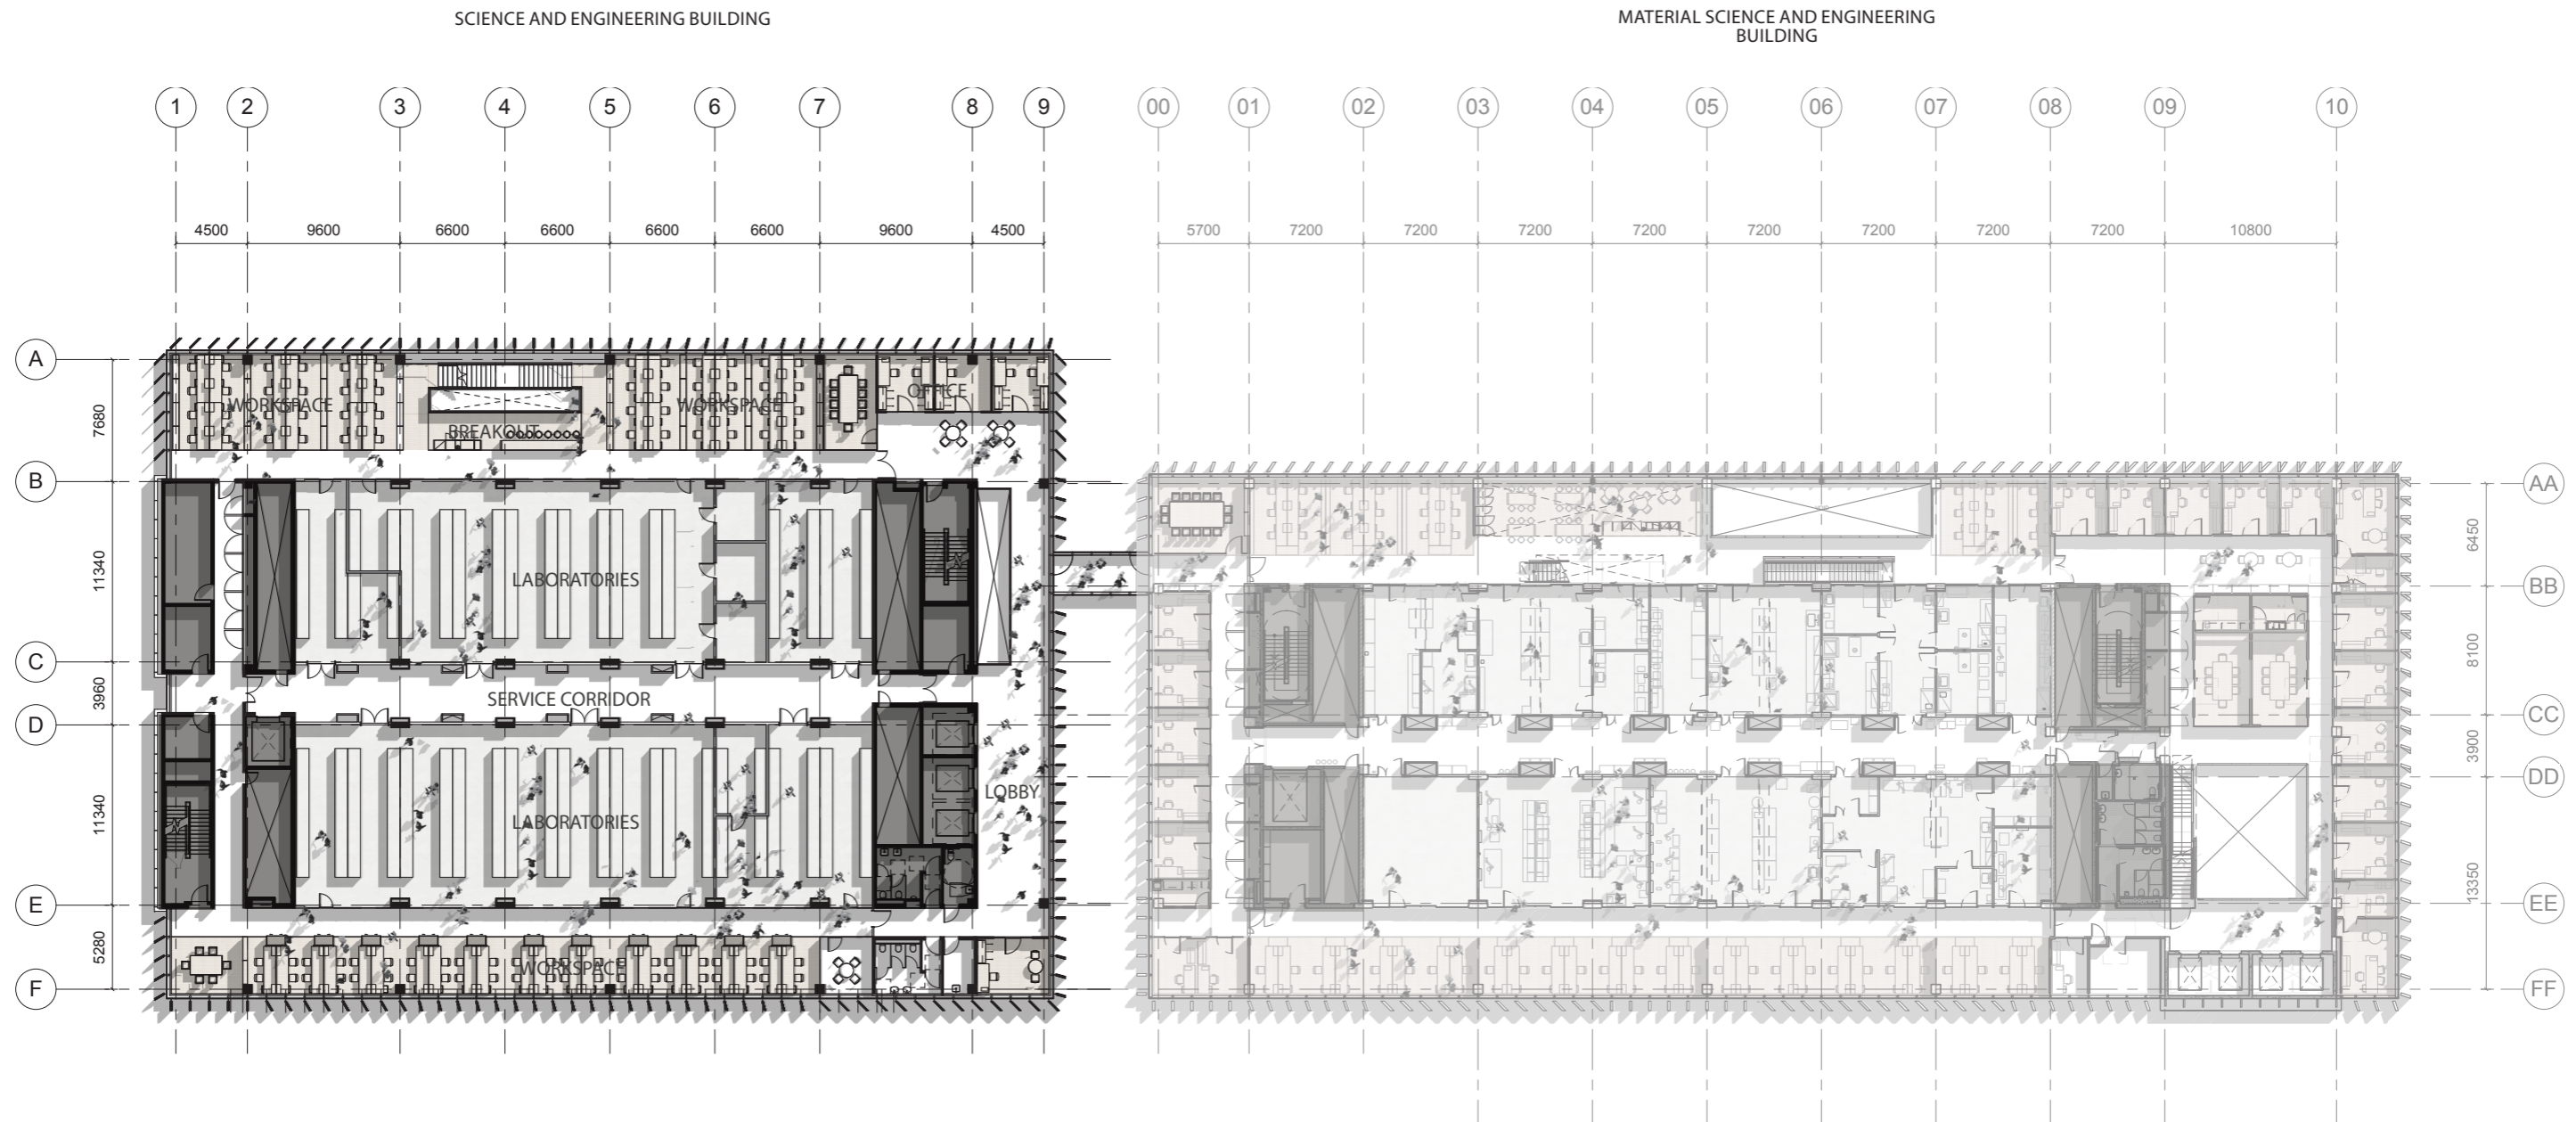 SCIENCE AND ENGINEERING BUILDING
MATERIAL SCIENCE AND ENGINEERING
BUILDING
1 2 3 4 5 6 7 8 9
00 01 02 03 04 05 06 07 08 09 10
4500 9600 6600 6600 6600 6600 9600 4500
5700 7200 7200 7200 7200 7200 7200 7200 7200 10800
A
7680
B
11340
C
3960
D
11340
E
5280
F
WORKSPACE
BREAKOUT
WORKSPACE
OFFICE
LABORATORIES
SERVICE CORRIDOR
LABORATORIES
LOBBY
WORKSPACE
AA
6450
BB
8100
CC
3900
DD
13350
EE
FF